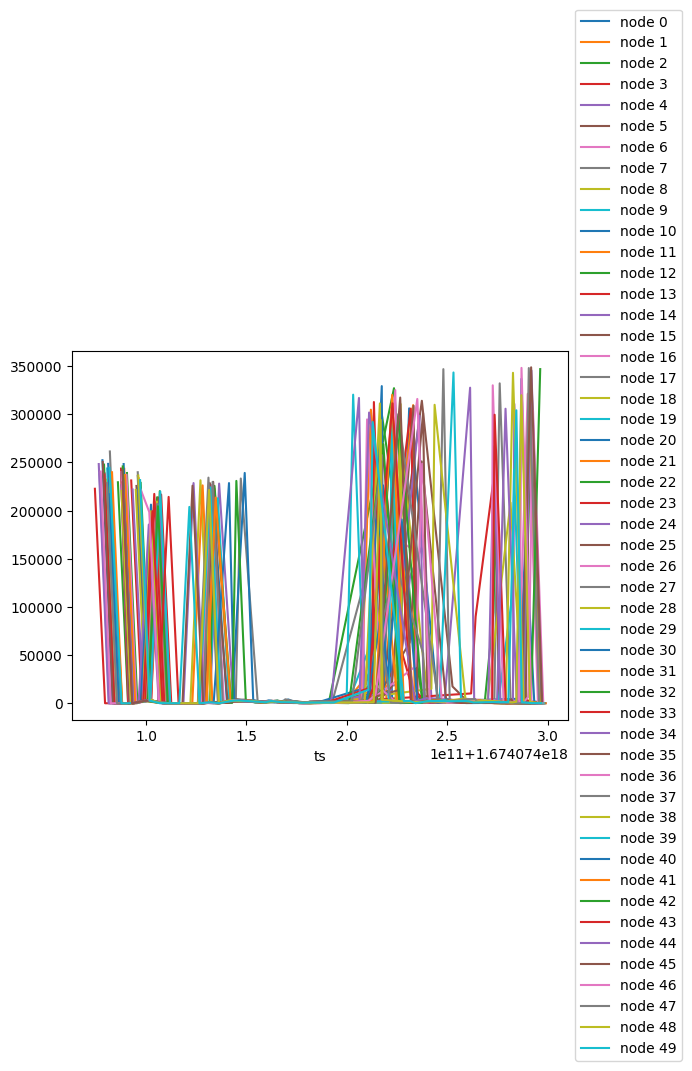 node 0
node 1
node 2
node 3
node 4
node 5
node 6
node 7
node 8
node 9
node 10
node 11
node 12
node 13
node 14
node 15
node 16
node 17
node 18
node 19
node 20
node 21
node 22
node 23
node 24
node 25
node 26
node 27
node 28
node 29
node 30
node 31
node 32
node 33
node 34
node 35
node 36
node 37
node 38
node 39
node 40
node 41
node 42
node 43
node 44
node 45
node 46
node 47
node 48
node 49
350000
300000
250000
200000
150000
100000
50000
0
1.0 1.5 2.0 2.5 3.0
1e11+1.674074e18
ts